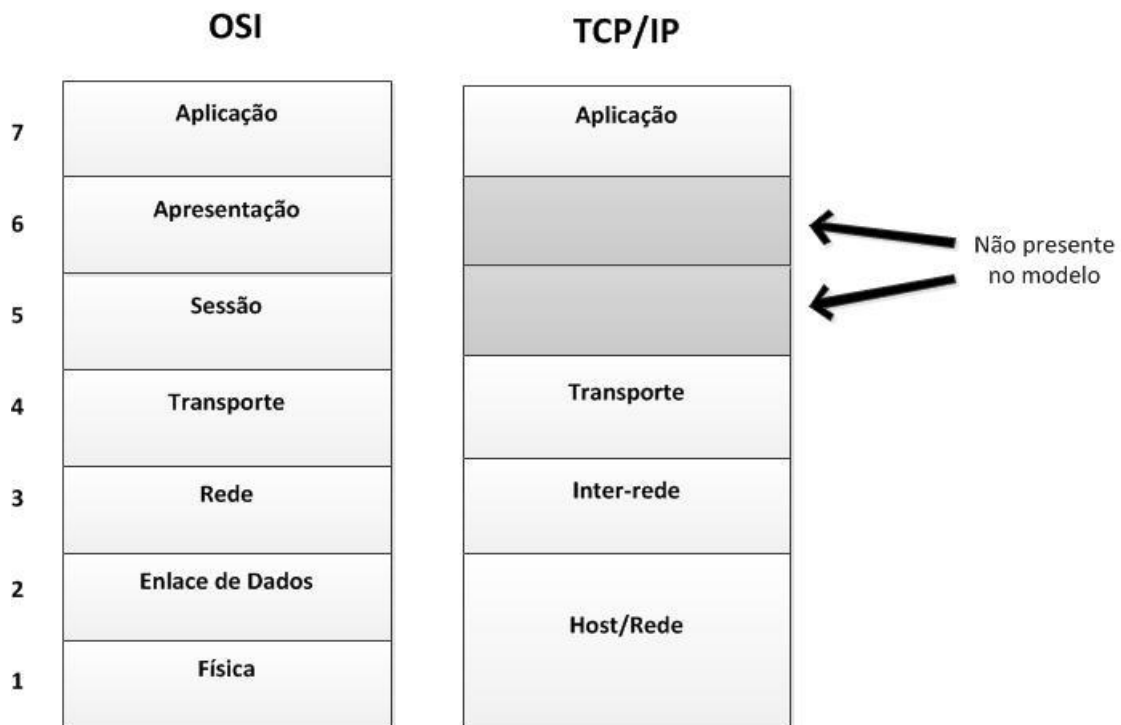 OSI
TCP/IP
7
Aplicação
Aplicação
6
Apresentação
Não presente
no modelo
5
Sessão
4
Transporte
Transporte
3
Rede
Inter-rede
2
Enlace de Dados
Host/Rede
1
Física